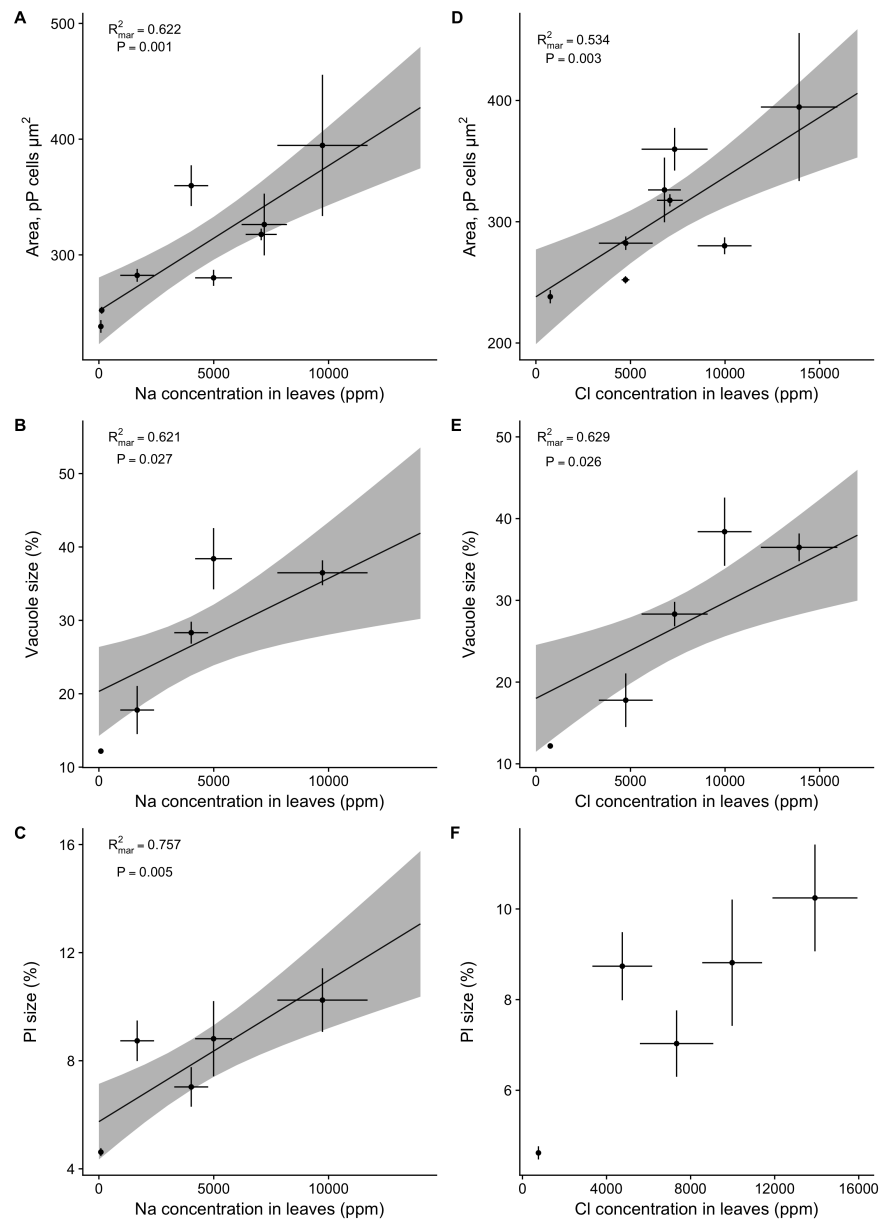 A
R²mar = 0.622
P = 0.001
500
400
300
Area, pP cells µm²
0 5000 10000
Na concentration in leaves (ppm)
D
R²mar = 0.534
P = 0.003
400
300
200
Area, pP cells µm²
0 5000 10000 15000
Cl concentration in leaves (ppm)
B
R²mar = 0.621
P = 0.027
50
40
30
20
10
Vacuole size (%)
0 5000 10000
Na concentration in leaves (ppm)
E
R²mar = 0.629
P = 0.026
50
40
30
20
10
Vacuole size (%)
0 5000 10000 15000
Cl concentration in leaves (ppm)
C
R²mar = 0.757
P = 0.005
16
12
8
4
PI size (%)
0 5000 10000
Na concentration in leaves (ppm)
F
10
8
6
PI size (%)
0 4000 8000 12000 16000
Cl concentration in leaves (ppm)